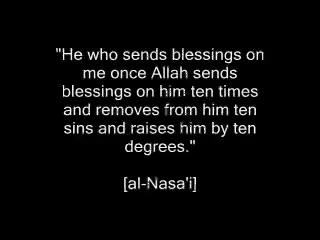 "He who sends blessings on
me once Allah sends
blessings on him ten times
and removes from him ten
sins and raises him by ten
degrees."
[al-Nasa'i]